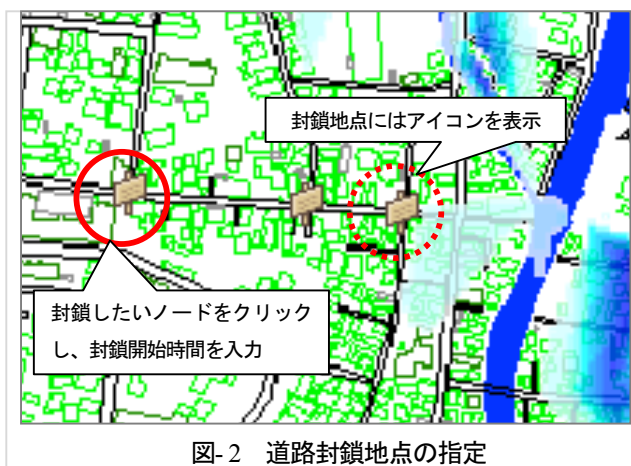 封鎖地点にはアイコンを表示
封鎖したいノードをクリック
し、封鎖開始時間を入力
図-2 道路封鎖地点の指定